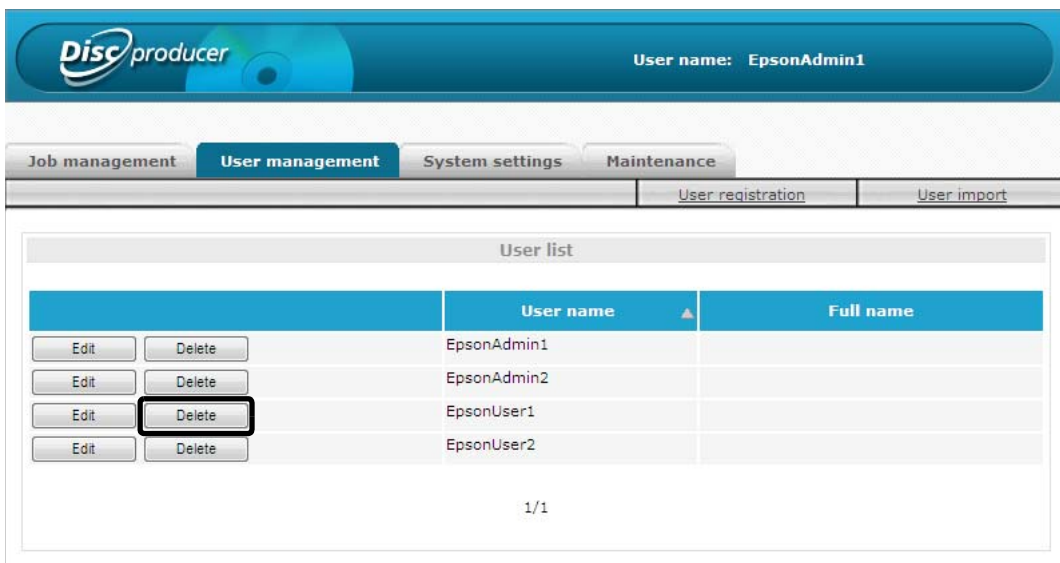 Disc producer
User name: EpsonAdmin1
Job management User management System settings Maintenance
User registration User import
User list
User name Full name
Edit Delete EpsonAdmin1
Edit Delete EpsonAdmin2
Edit Delete EpsonUser1
Edit Delete EpsonUser2
1/1